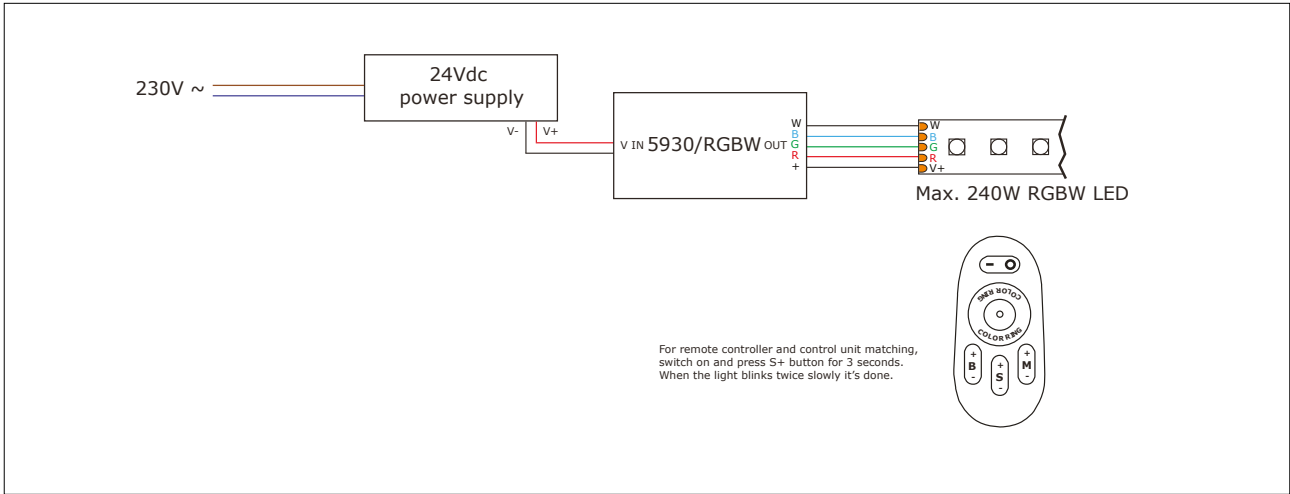 230V ~
24Vdc
power supply
V-
V+
V IN
5930/RGBW
OUT
W
B
G
R
+
W
B
G
R
V+
Max. 240W RGBW LED
For remote controller and control unit matching,
switch on and press S+ button for 3 seconds.
When the light blinks twice slowly it's done.
COLOR RING
COLOR RING
+
B
-
+
S
-
+
M
-